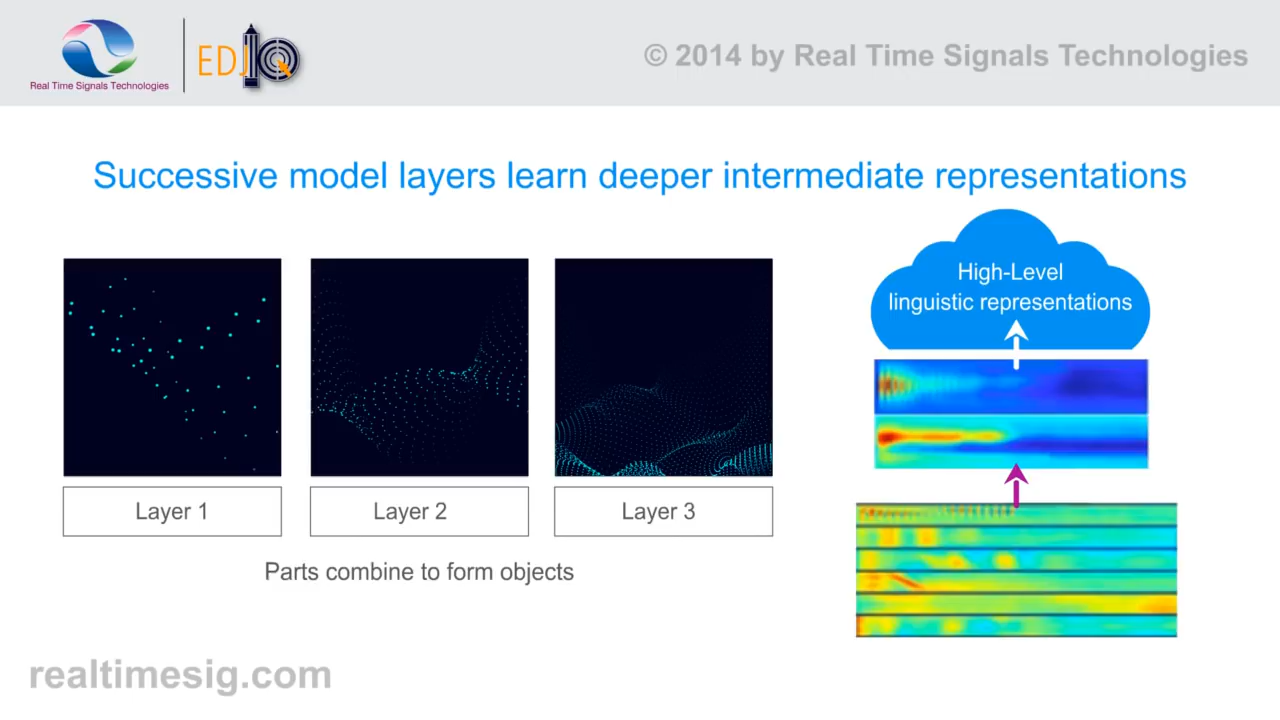 Real Time Signals Technologies
EDJIQ
© 2014 by Real Time Signals Technologies
Successive model layers learn deeper intermediate representations
High-Level
linguistic representations
Layer 1
Layer 2
Layer 3
Parts combine to form objects
realtimesig.com